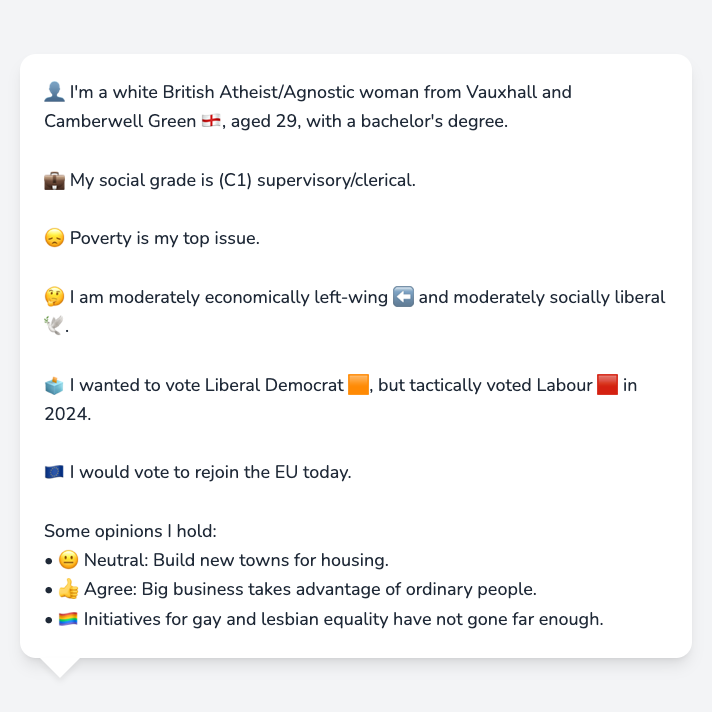 👤 I'm a white British Atheist/Agnostic woman from Vauxhall and
Camberwell Green 🏴󠁧󠁢󠁥󠁮󠁧󠁿, aged 29, with a bachelor's degree.
💼 My social grade is (C1) supervisory/clerical.
😞 Poverty is my top issue.
🤔 I am moderately economically left-wing ⬅️ and moderately socially liberal
🕊️.
🗳️ I wanted to vote Liberal Democrat 🟧, but tactically voted Labour 🟥 in
2024.
🇪🇺 I would vote to rejoin the EU today.
Some opinions I hold:
• 😐 Neutral: Build new towns for housing.
• 👍 Agree: Big business takes advantage of ordinary people.
• 🏳️‍🌈 Initiatives for gay and lesbian equality have not gone far enough.